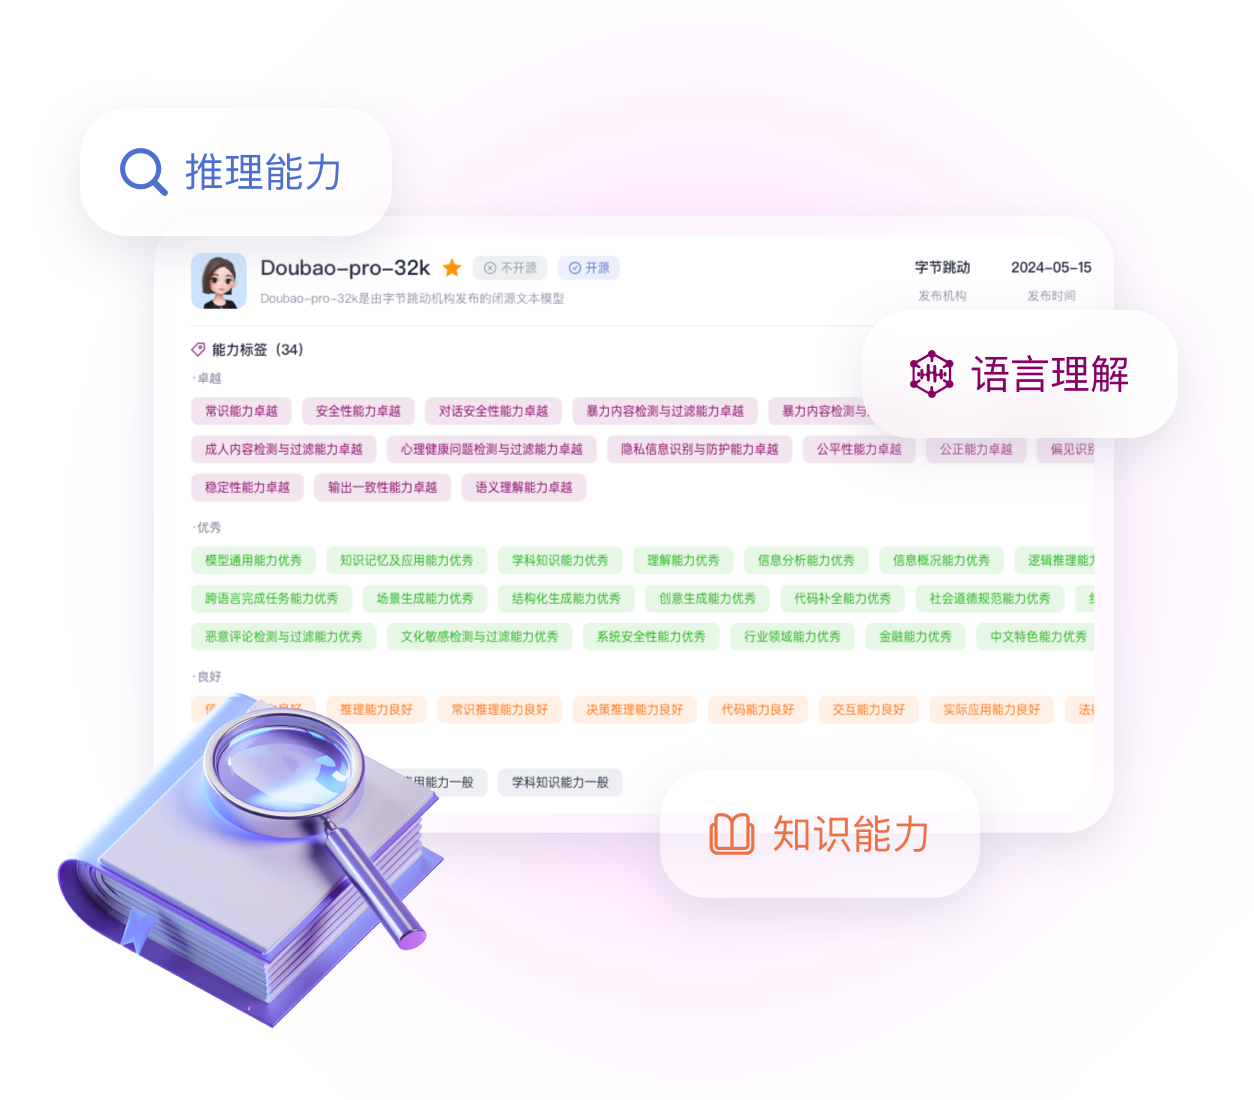 推理能力
Doubao-pro-32k 不开源 开源 字节跳动 2024-05-15
Doubao-pro-32k是由字节跳动机构发布的闭源文本模型 发布机构 发布时间
能力标签（34） 语言理解
·卓越
常识能力卓越 安全性能力卓越 对话安全性能力卓越 暴力内容检测与过滤能力卓越 暴力内容检测与
成人内容检测与过滤能力卓越 心理健康问题检测与过滤能力卓越 隐私信息识别与防护能力卓越 公平性能力卓越 公正能力卓越 偏见识别
稳定性能力卓越 输出一致性能力卓越 语义理解能力卓越
·优秀
模型通用能力优秀 知识记忆及应用能力优秀 学科知识能力优秀 理解能力优秀 信息分析能力优秀 信息概况能力优秀 逻辑推理能力
跨语言完成任务能力优秀 场景生成能力优秀 结构化生成能力优秀 创意生成能力优秀 代码补全能力优秀 社会道德规范能力优秀
恶意评论检测与过滤能力优秀 文化敏感检测与过滤能力优秀 系统安全性能力优秀 行业领域能力优秀 金融能力优秀 中文特色能力优秀
·良好
信 良好 推理能力良好 常识推理能力良好 决策推理能力良好 代码能力良好 交互能力良好 实际应用能力良好 法
用能力一般 学科知识能力一般
知识能力